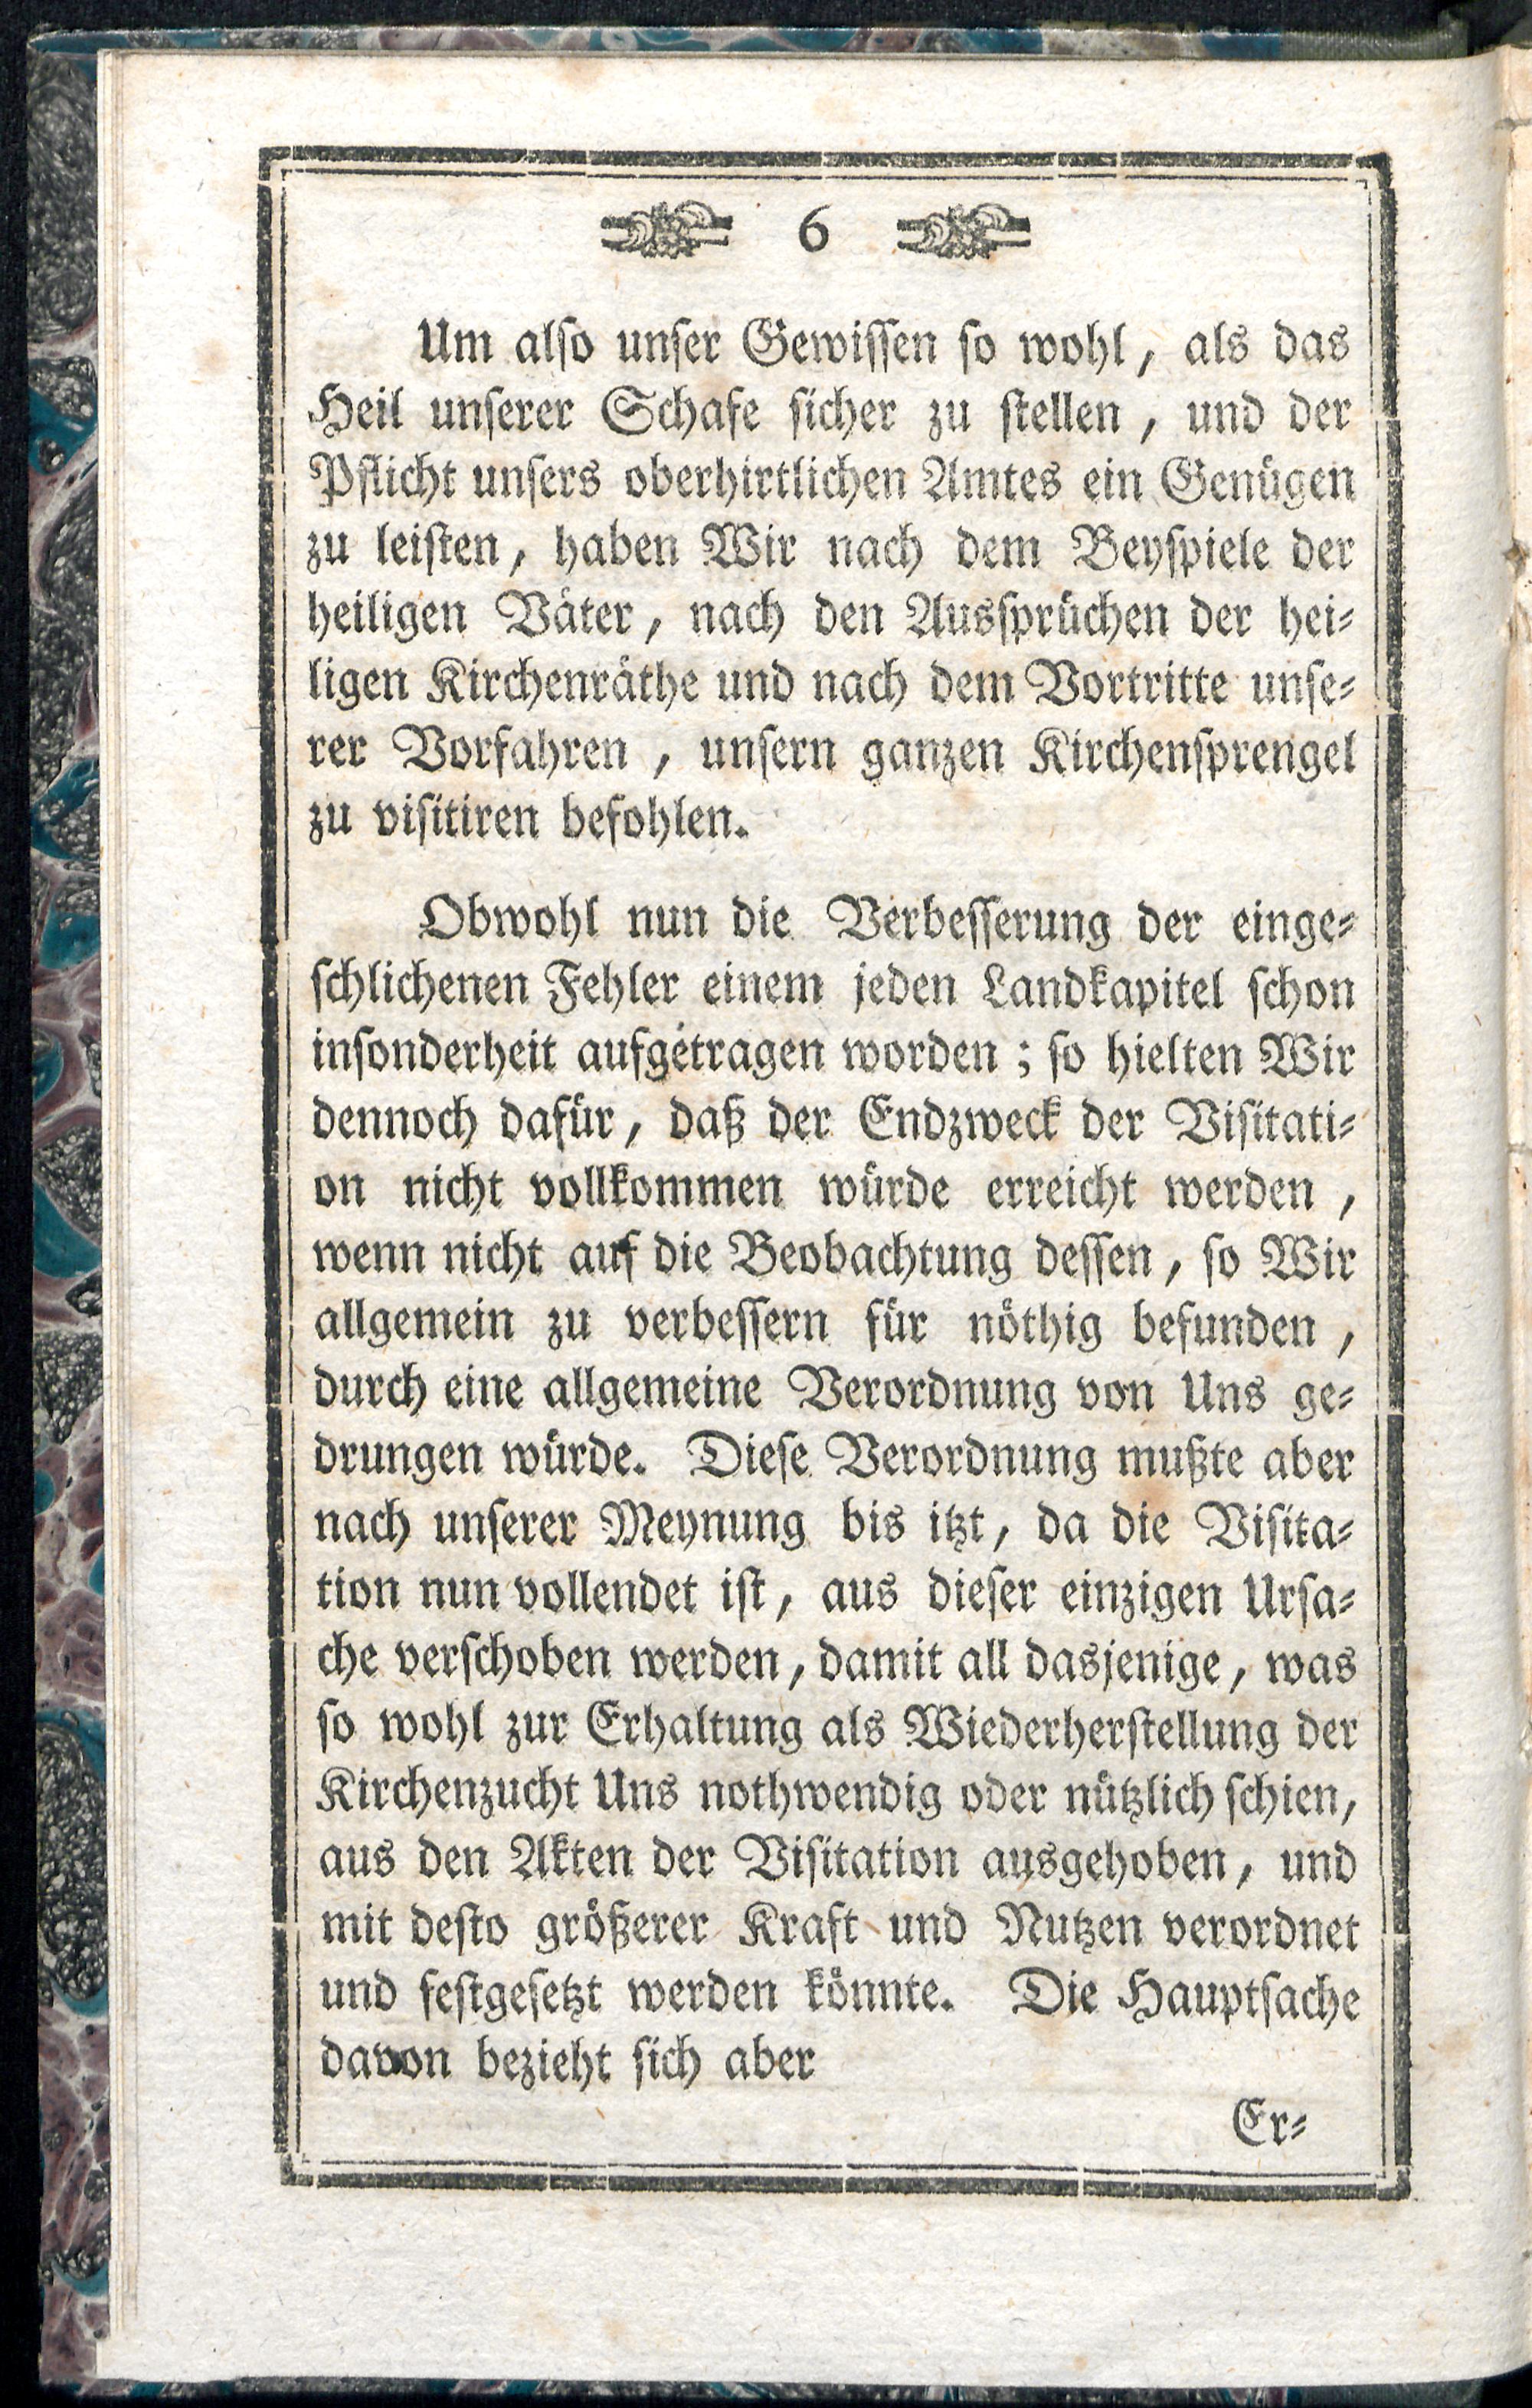 6
Um also unser Gewissen so wohl, als das
Heil unserer Schafe sicher zu stellen, und der
Pflicht unsers oberhirtlichen Amtes ein Genügen
zu leisten, haben Wir nach dem Beyspiele der
heiligen Väter, nach den Aussprüchen der hei-
ligen Kirchenräthe und nach dem Vortritte unse-
rer Vorfahren, unsern ganzen Kirchensprengel
zu visitiren befohlen.
Obwohl nun die Verbesserung der einge-
schlichenen Fehler einem jeden Landkapitel schon
insonderheit aufgetragen worden; so hielten Wir
dennoch dafür, daß der Endzweck der Visitati-
on nicht vollkommen würde erreicht werden,
wenn nicht auf die Beobachtung dessen, so Wir
allgemein zu verbessern für nöthig befunden,
durch eine allgemeine Verordnung von Uns ge-
drungen würde. Diese Verordnung mußte aber
nach unserer Meynung bis itzt, da die Visita-
tion nun vollendet ist, aus dieser einzigen Ursa-
che verschoben werden, damit all dasjenige, was
so wohl zur Erhaltung als Wiederherstellung der
Kirchenzucht Uns nothwendig oder nützlich schien,
aus den Akten der Visitation ausgehoben, und
mit desto größerer Kraft und Nutzen verordnet
und festgesetzt werden könnte. Die Hauptsache
davon bezieht sich aber
Er-